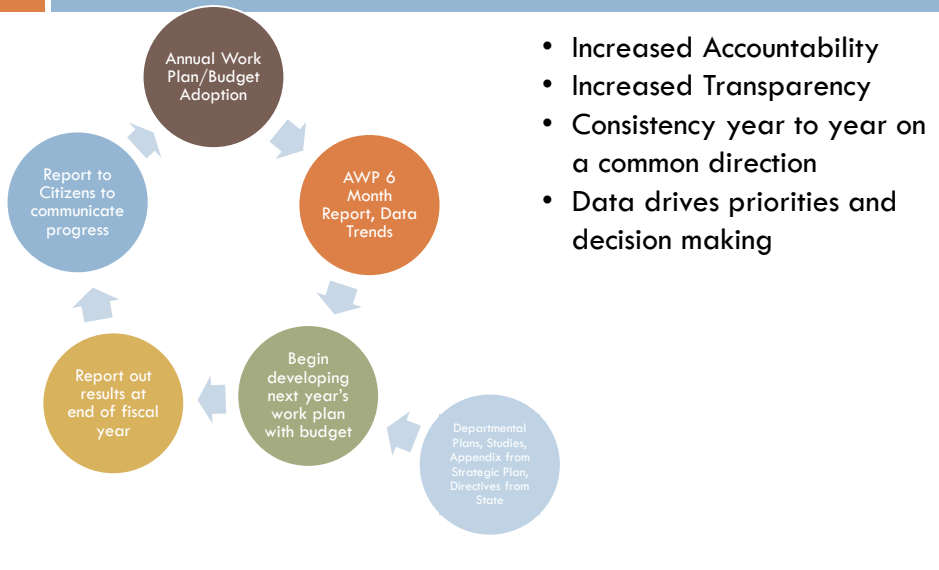 Annual Work
Plan/Budget
Adoption
AWP 6
Month
Report, Data
Trends
Begin
developing
next year's
work plan
with budget
Departmental
Plans, Studies,
Appendix from
Strategic Plan,
Directives from
State
Report out
results at
end of fiscal
year
Report to
Citizens to
communicate
progress
• Increased Accountability
• Increased Transparency
• Consistency year to year on
a common direction
• Data drives priorities and
decision making